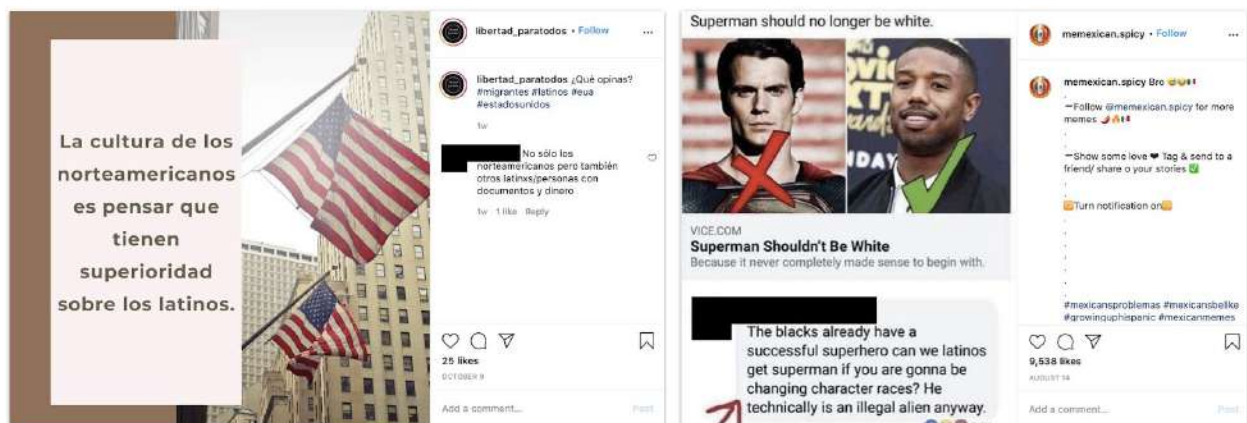 La cultura de los
norteamericanos
es pensar que
tienen
superioridad
sobre los latinos.
libertad_paratodos • Follow
libertad_paratodos ¿Qué opinas?
#migrantes #latinos #eua
#estadosunidos
1w
No sólo los
norteamericanos pero también
otros latinxs/personas con
documentos y dinero
1w 1 like Reply
25 likes
OCTOBER 9
Add a comment... Post
Superman should no longer be white.
VICE.COM
Superman Shouldn't Be White
Because it never completely made sense to begin with.
The blacks already have a
successful superhero can we latinos
get superman if you are gonna be
changing character races? He
technically is an illegal alien anyway.
memexican.spicy • Follow
memexican.spicy Bro
—Follow @memexican.spicy for more
memes
—Show some love ❤ Tag & send to a
friend/ share o your stories
Turn notification on
#mexicansproblemas #mexicansbelike
#growinguphispanic #mexicanmemes
9,538 likes
AUGUST 14
Add a comment... Post